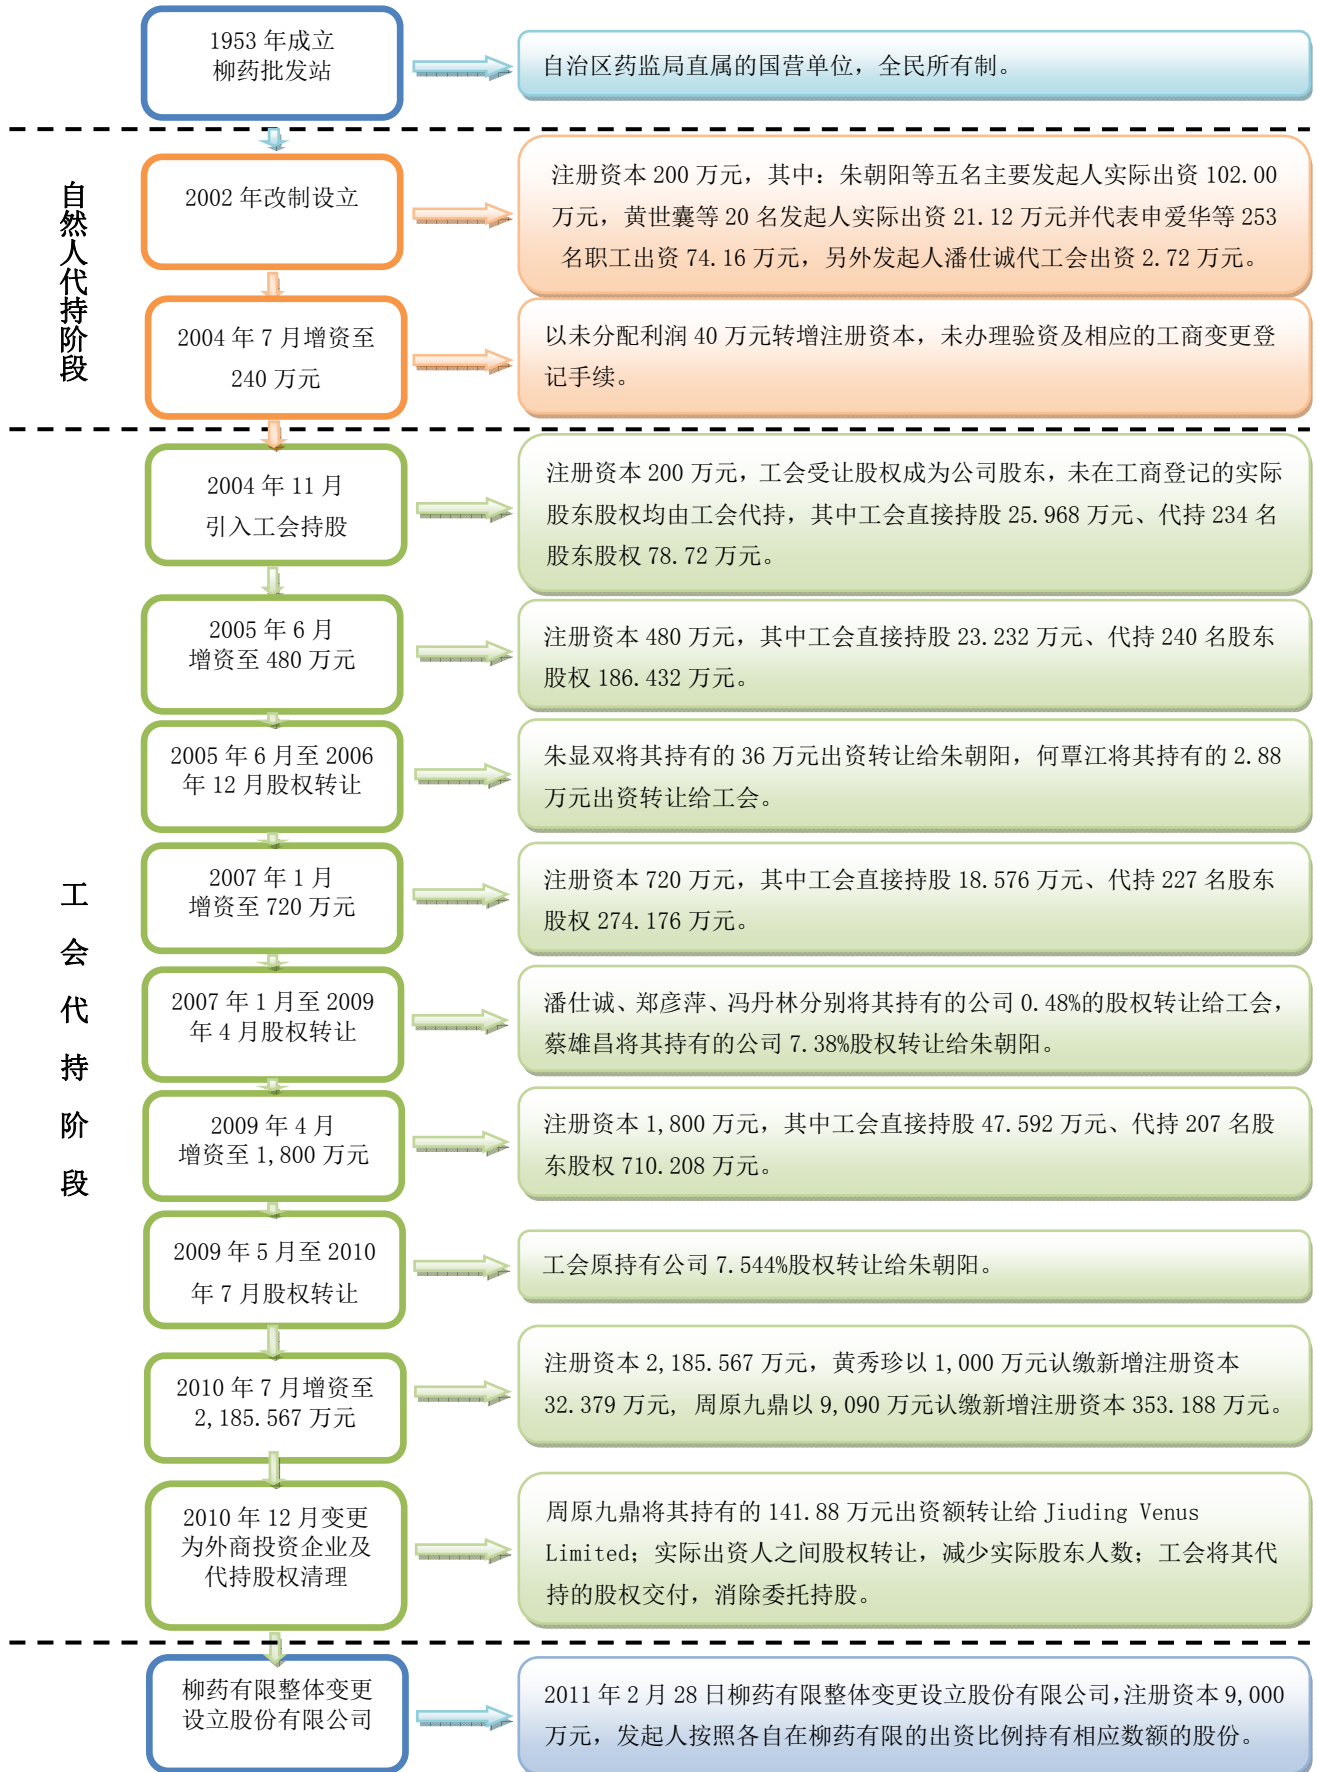 1953 年成立
柳药批发站
自治区药监局直属的国营单位，全民所有制。
自然人代持阶段
2002 年改制设立
注册资本 200 万元，其中：朱朝阳等五名主要发起人实际出资 102.00
万元，黄世囊等 20 名发起人实际出资 21.12 万元并代表申爱华等 253
名职工出资 74.16 万元，另外发起人潘仕诚代工会出资 2.72 万元。
2004 年 7 月增资至
240 万元
以未分配利润 40 万元转增注册资本，未办理验资及相应的工商变更登
记手续。
工会代持阶段
2004 年 11 月
引入工会持股
注册资本 200 万元，工会受让股权成为公司股东，未在工商登记的实际
股东股权均由工会代持，其中工会直接持股 25.968 万元、代持 234 名
股东股权 78.72 万元。
2005 年 6 月
增资至 480 万元
注册资本 480 万元，其中工会直接持股 23.232 万元、代持 240 名股东
股权 186.432 万元。
2005 年 6 月至 2006
年 12 月股权转让
朱显双将其持有的 36 万元出资转让给朱朝阳，何覃江将其持有的 2.88
万元出资转让给工会。
2007 年 1 月
增资至 720 万元
注册资本 720 万元，其中工会直接持股 18.576 万元、代持 227 名股东
股权 274.176 万元。
2007 年 1 月至 2009
年 4 月股权转让
潘仕诚、郑彦萍、冯丹林分别将其持有的公司 0.48%的股权转让给工会，
蔡雄昌将其持有的公司 7.38%股权转让给朱朝阳。
2009 年 4 月
增资至 1,800 万元
注册资本 1,800 万元，其中工会直接持股 47.592 万元、代持 207 名股
东股权 710.208 万元。
2009 年 5 月至 2010
年 7 月股权转让
工会原持有公司 7.544%股权转让给朱朝阳。
2010 年 7 月增资至
2,185.567 万元
注册资本 2,185.567 万元，黄秀珍以 1,000 万元认缴新增注册资本
32.379 万元, 周原九鼎以 9,090 万元认缴新增注册资本 353.188 万元。
2010 年 12 月变更
为外商投资企业及
代持股权清理
周原九鼎将其持有的 141.88 万元出资额转让给 Jiuding Venus
Limited；实际出资人之间股权转让，减少实际股东人数；工会将其代
持的股权交付，消除委托持股。
柳药有限整体变更
设立股份有限公司
2011 年 2 月 28 日柳药有限整体变更设立股份有限公司，注册资本 9,000
万元，发起人按照各自在柳药有限的出资比例持有相应数额的股份。